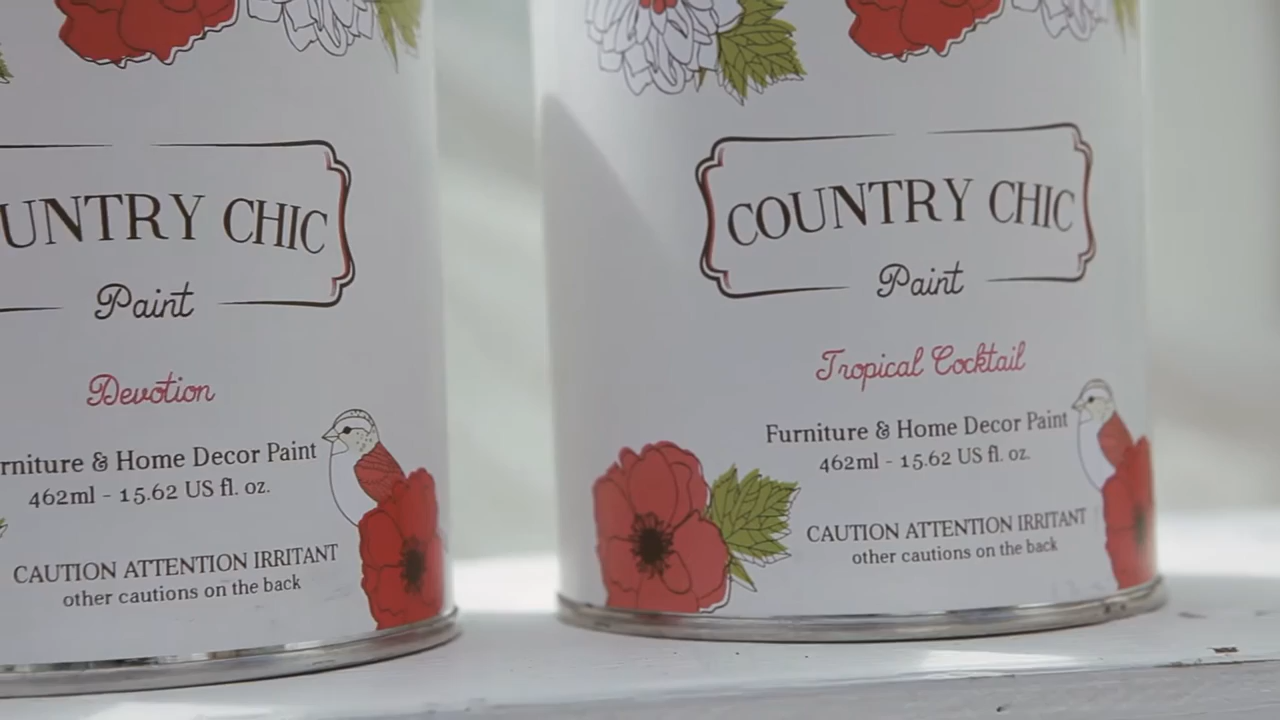 UNTRY CHIC
Paint
Devotion
rniture & Home Decor Paint
462ml - 15.62 US fl. oz.
CAUTION ATTENTION IRRITANT
other cautions on the back
COUNTRY CHIC
Paint
Tropical Cocktail
Furniture & Home Decor Paint
462ml - 15.62 US fl. oz.
CAUTION ATTENTION IRRITANT
other cautions on the back